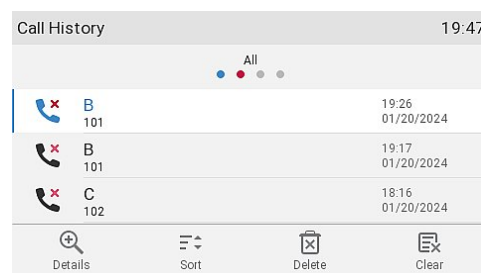 Call History 19:47
All
B 19:26
101 01/20/2024
B 19:17
101 01/20/2024
C 18:16
102 01/20/2024
Details Sort Delete Clear